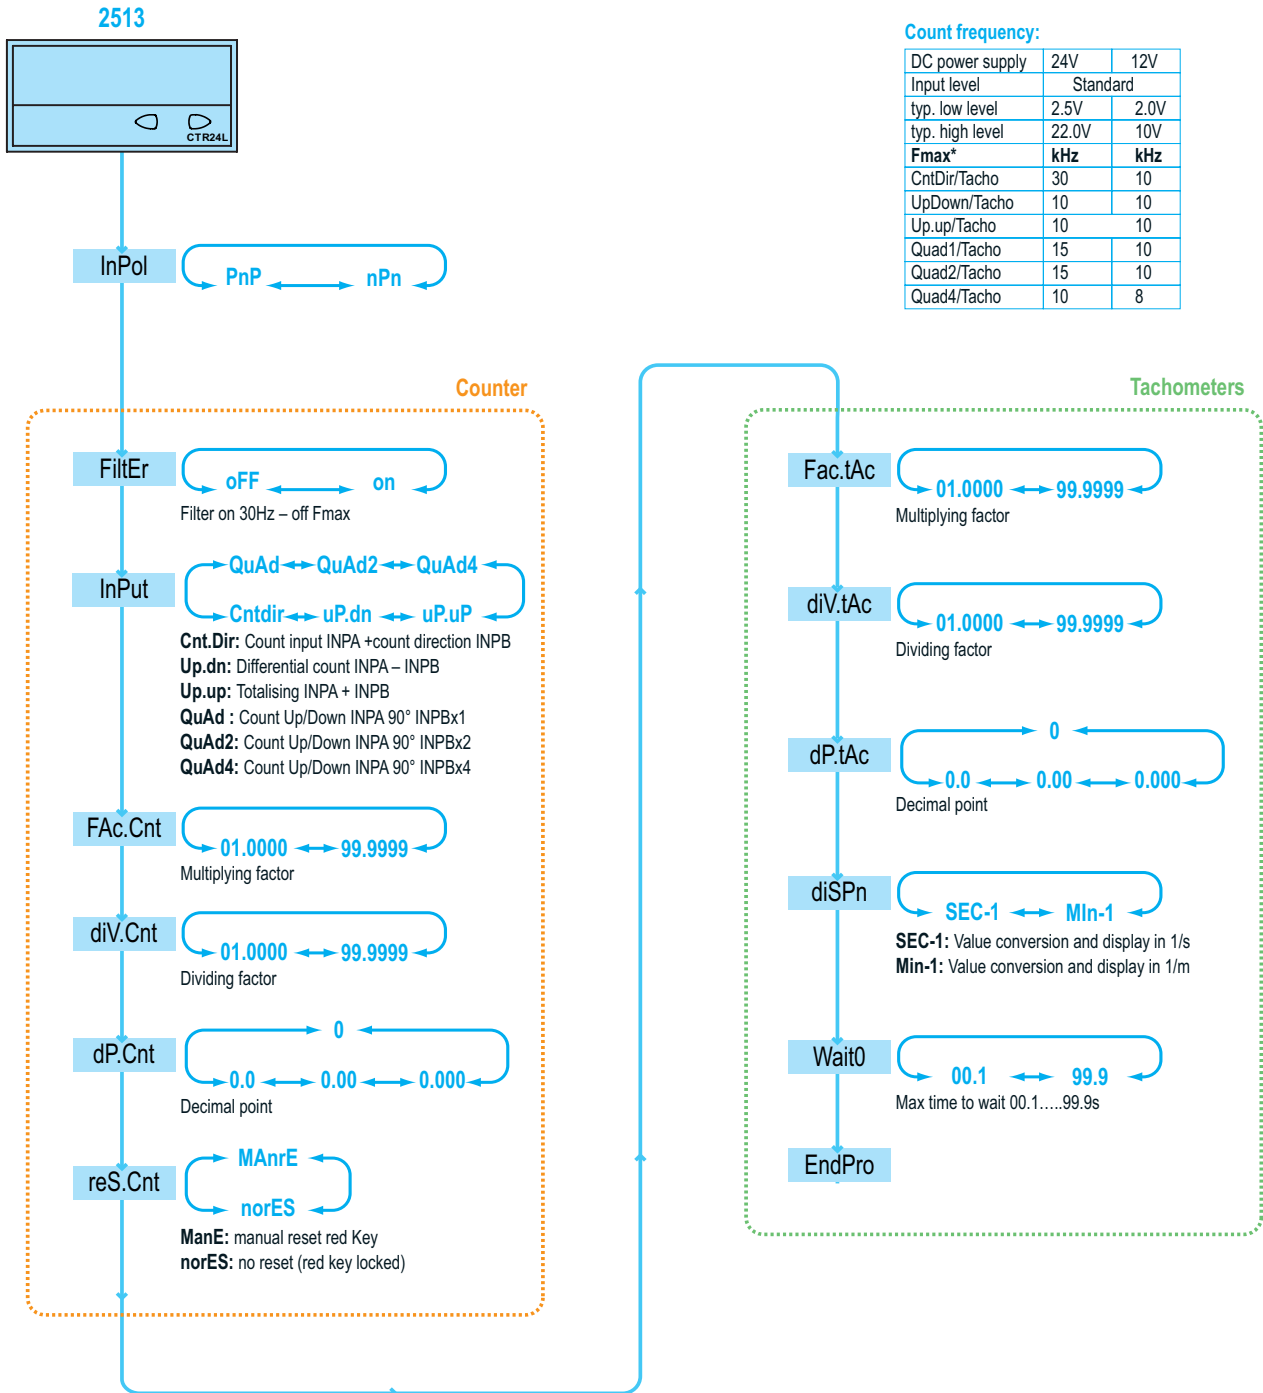 2513
CTR24L
Count frequency:
DC power supply 24V 12V
Input level Standard
typ. low level 2.5V 2.0V
typ. high level 22.0V 10V
Fmax* kHz kHz
CntDir/Tacho 30 10
UpDown/Tacho 10 10
Up.up/Tacho 10 10
Quad1/Tacho 15 10
Quad2/Tacho 15 10
Quad4/Tacho 10 8
InPol
PnP nPn
Counter
FiltEr
oFF on
Filter on 30Hz – off Fmax
InPut
QuAd QuAd2 QuAd4
Cntdir uP.dn uP.uP
Cnt.Dir: Count input INPA +count direction INPB
Up.dn: Differential count INPA – INPB
Up.up: Totalising INPA + INPB
QuAd : Count Up/Down INPA 90° INPBx1
QuAd2: Count Up/Down INPA 90° INPBx2
QuAd4: Count Up/Down INPA 90° INPBx4
FAc.Cnt
01.0000 99.9999
Multiplying factor
diV.Cnt
01.0000 99.9999
Dividing factor
dP.Cnt
0
0.0 0.00 0.000
Decimal point
reS.Cnt
MAnrE
norES
ManE: manual reset red Key
norES: no reset (red key locked)
Tachometers
Fac.tAc
01.0000 99.9999
Multiplying factor
diV.tAc
01.0000 99.9999
Dividing factor
dP.tAc
0
0.0 0.00 0.000
Decimal point
diSPn
SEC-1 MIn-1
SEC-1: Value conversion and display in 1/s
Min-1: Value conversion and display in 1/m
Wait0
00.1 99.9
Max time to wait 00.1.....99.9s
EndPro